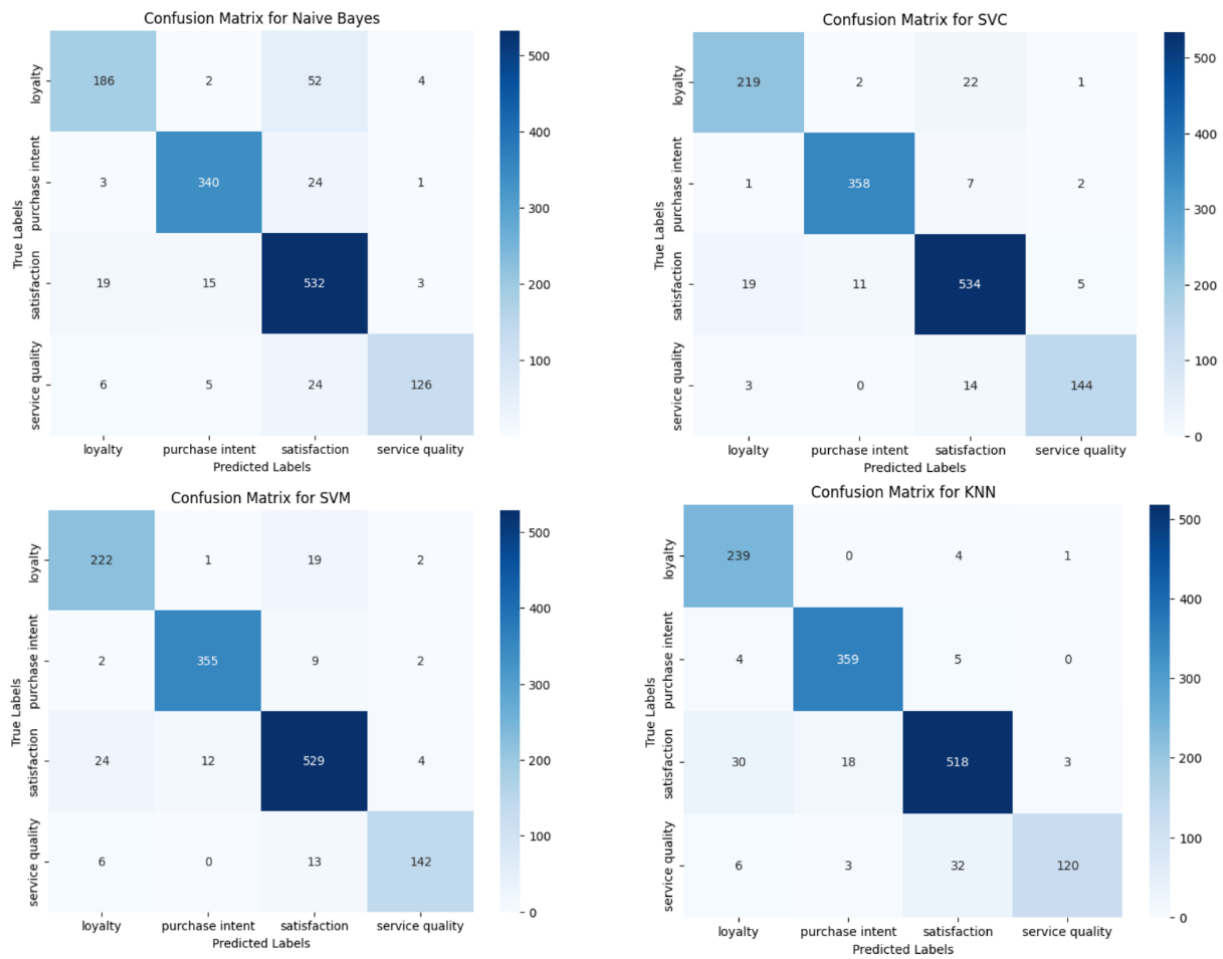 Confusion Matrix for Naive Bayes
True Labels
loyalty
purchase intent
satisfaction
service quality
186 2 52 4
3 340 24 1
19 15 532 3
6 5 24 126
loyalty purchase intent satisfaction service quality
Predicted Labels
500
400
300
200
100
Confusion Matrix for SVC
True Labels
loyalty
purchase intent
satisfaction
service quality
219 2 22 1
1 358 7 2
19 11 534 5
3 0 14 144
loyalty purchase intent satisfaction service quality
Predicted Labels
500
400
300
200
100
0
Confusion Matrix for SVM
True Labels
loyalty
purchase intent
satisfaction
service quality
222 1 19 2
2 355 9 2
24 12 529 4
6 0 13 142
loyalty purchase intent satisfaction service quality
Predicted Labels
500
400
300
200
100
0
Confusion Matrix for KNN
True Labels
loyalty
purchase intent
satisfaction
service quality
239 0 4 1
4 359 5 0
30 18 518 3
6 3 32 120
loyalty purchase intent satisfaction service quality
Predicted Labels
500
400
300
200
100
0